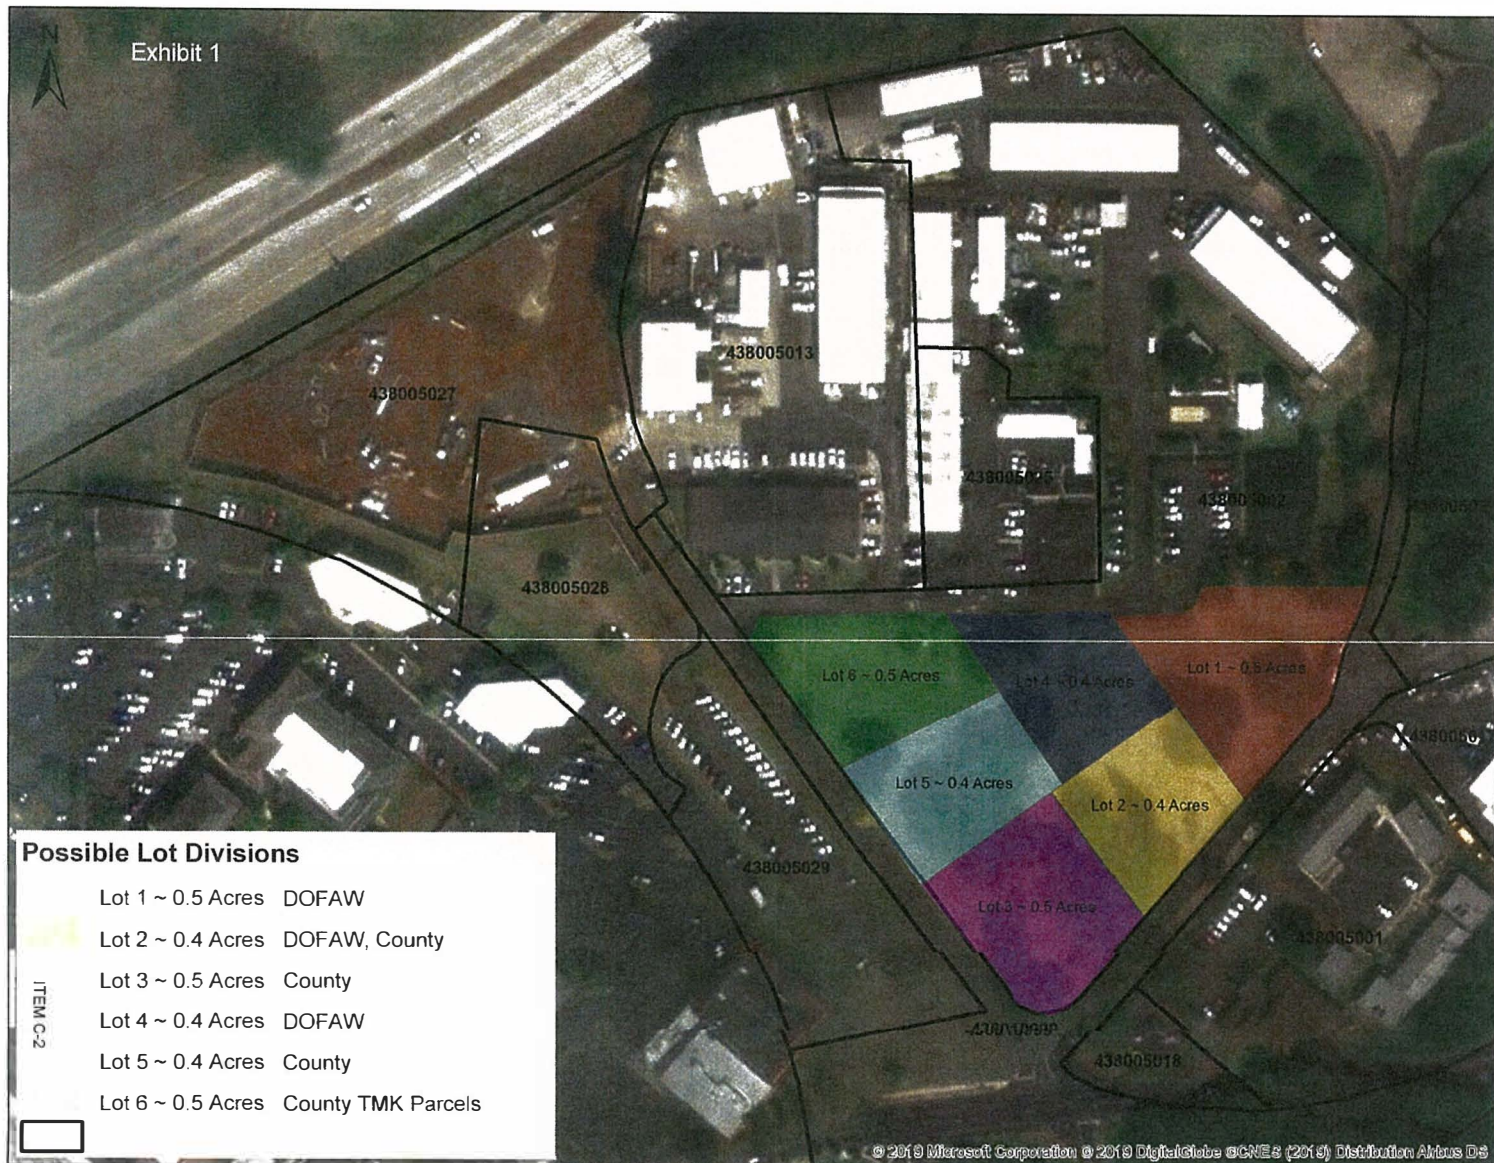 N
Exhibit 1
438005013
438005027
438005028
Lot 6 ~ 0.5 Acres
Lot 4 ~ 0.4 Acres
Lot 1 ~ 0.5 Acres
Lot 5 ~ 0.4 Acres
Lot 2 ~ 0.4 Acres
438005029
Lot 3 ~ 0.5 Acres
438005001
438005018
Possible Lot Divisions
Lot 1 ~ 0.5 Acres DOFAW
Lot 2 ~ 0.4 Acres DOFAW, County
Lot 3 ~ 0.5 Acres County
Lot 4 ~ 0.4 Acres DOFAW
Lot 5 ~ 0.4 Acres County
Lot 6 ~ 0.5 Acres County TMK Parcels
ITEM C-2
© 2019 Microsoft Corporation © 2019 DigitalGlobe ©CNES (2019) Distribution Airbus DS